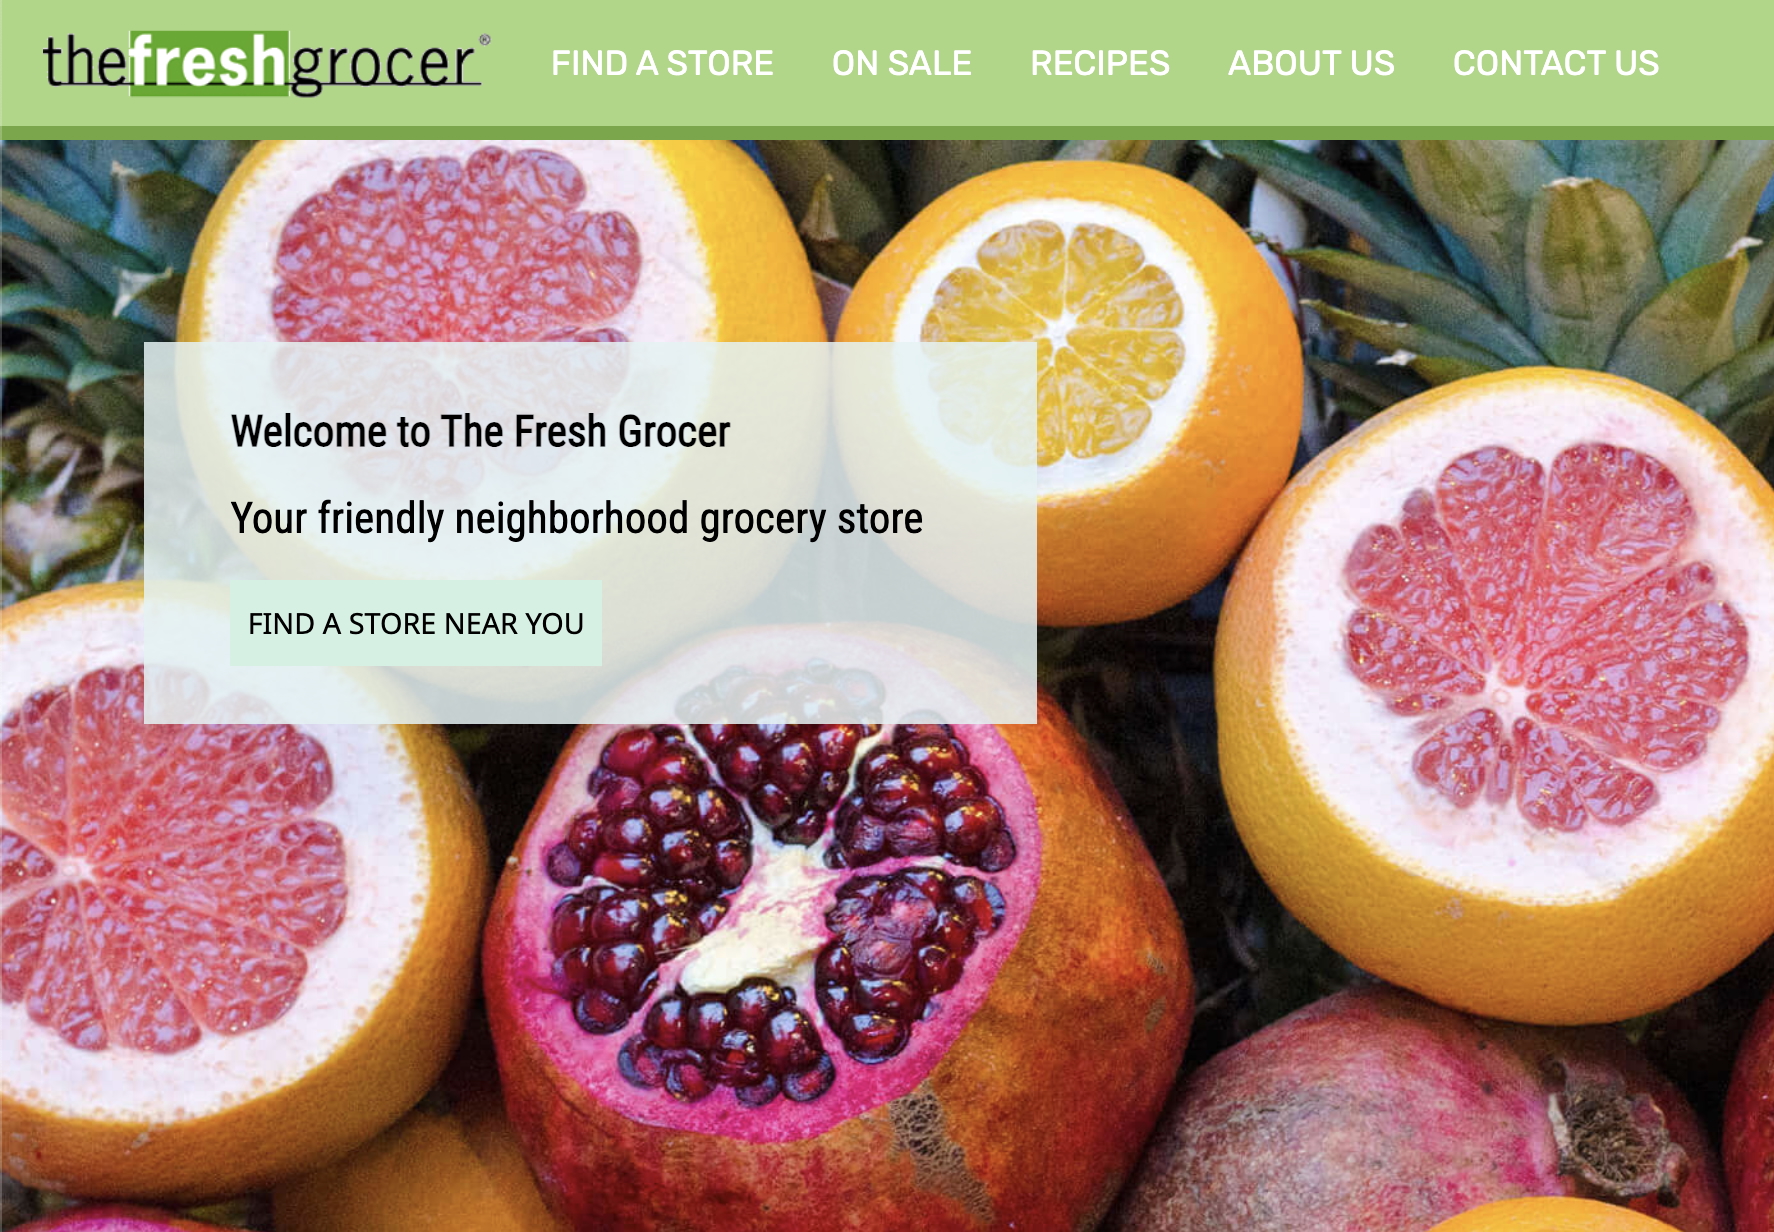 thefreshgrocer®
FIND A STORE
ON SALE
RECIPES
ABOUT US
CONTACT US
Welcome to The Fresh Grocer
Your friendly neighborhood grocery store
FIND A STORE NEAR YOU